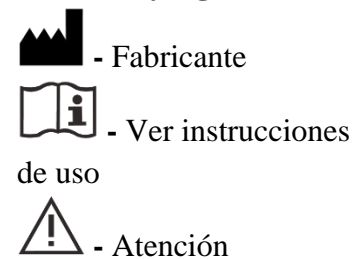 - Fabricante
- Ver instrucciones
de uso
- Atención